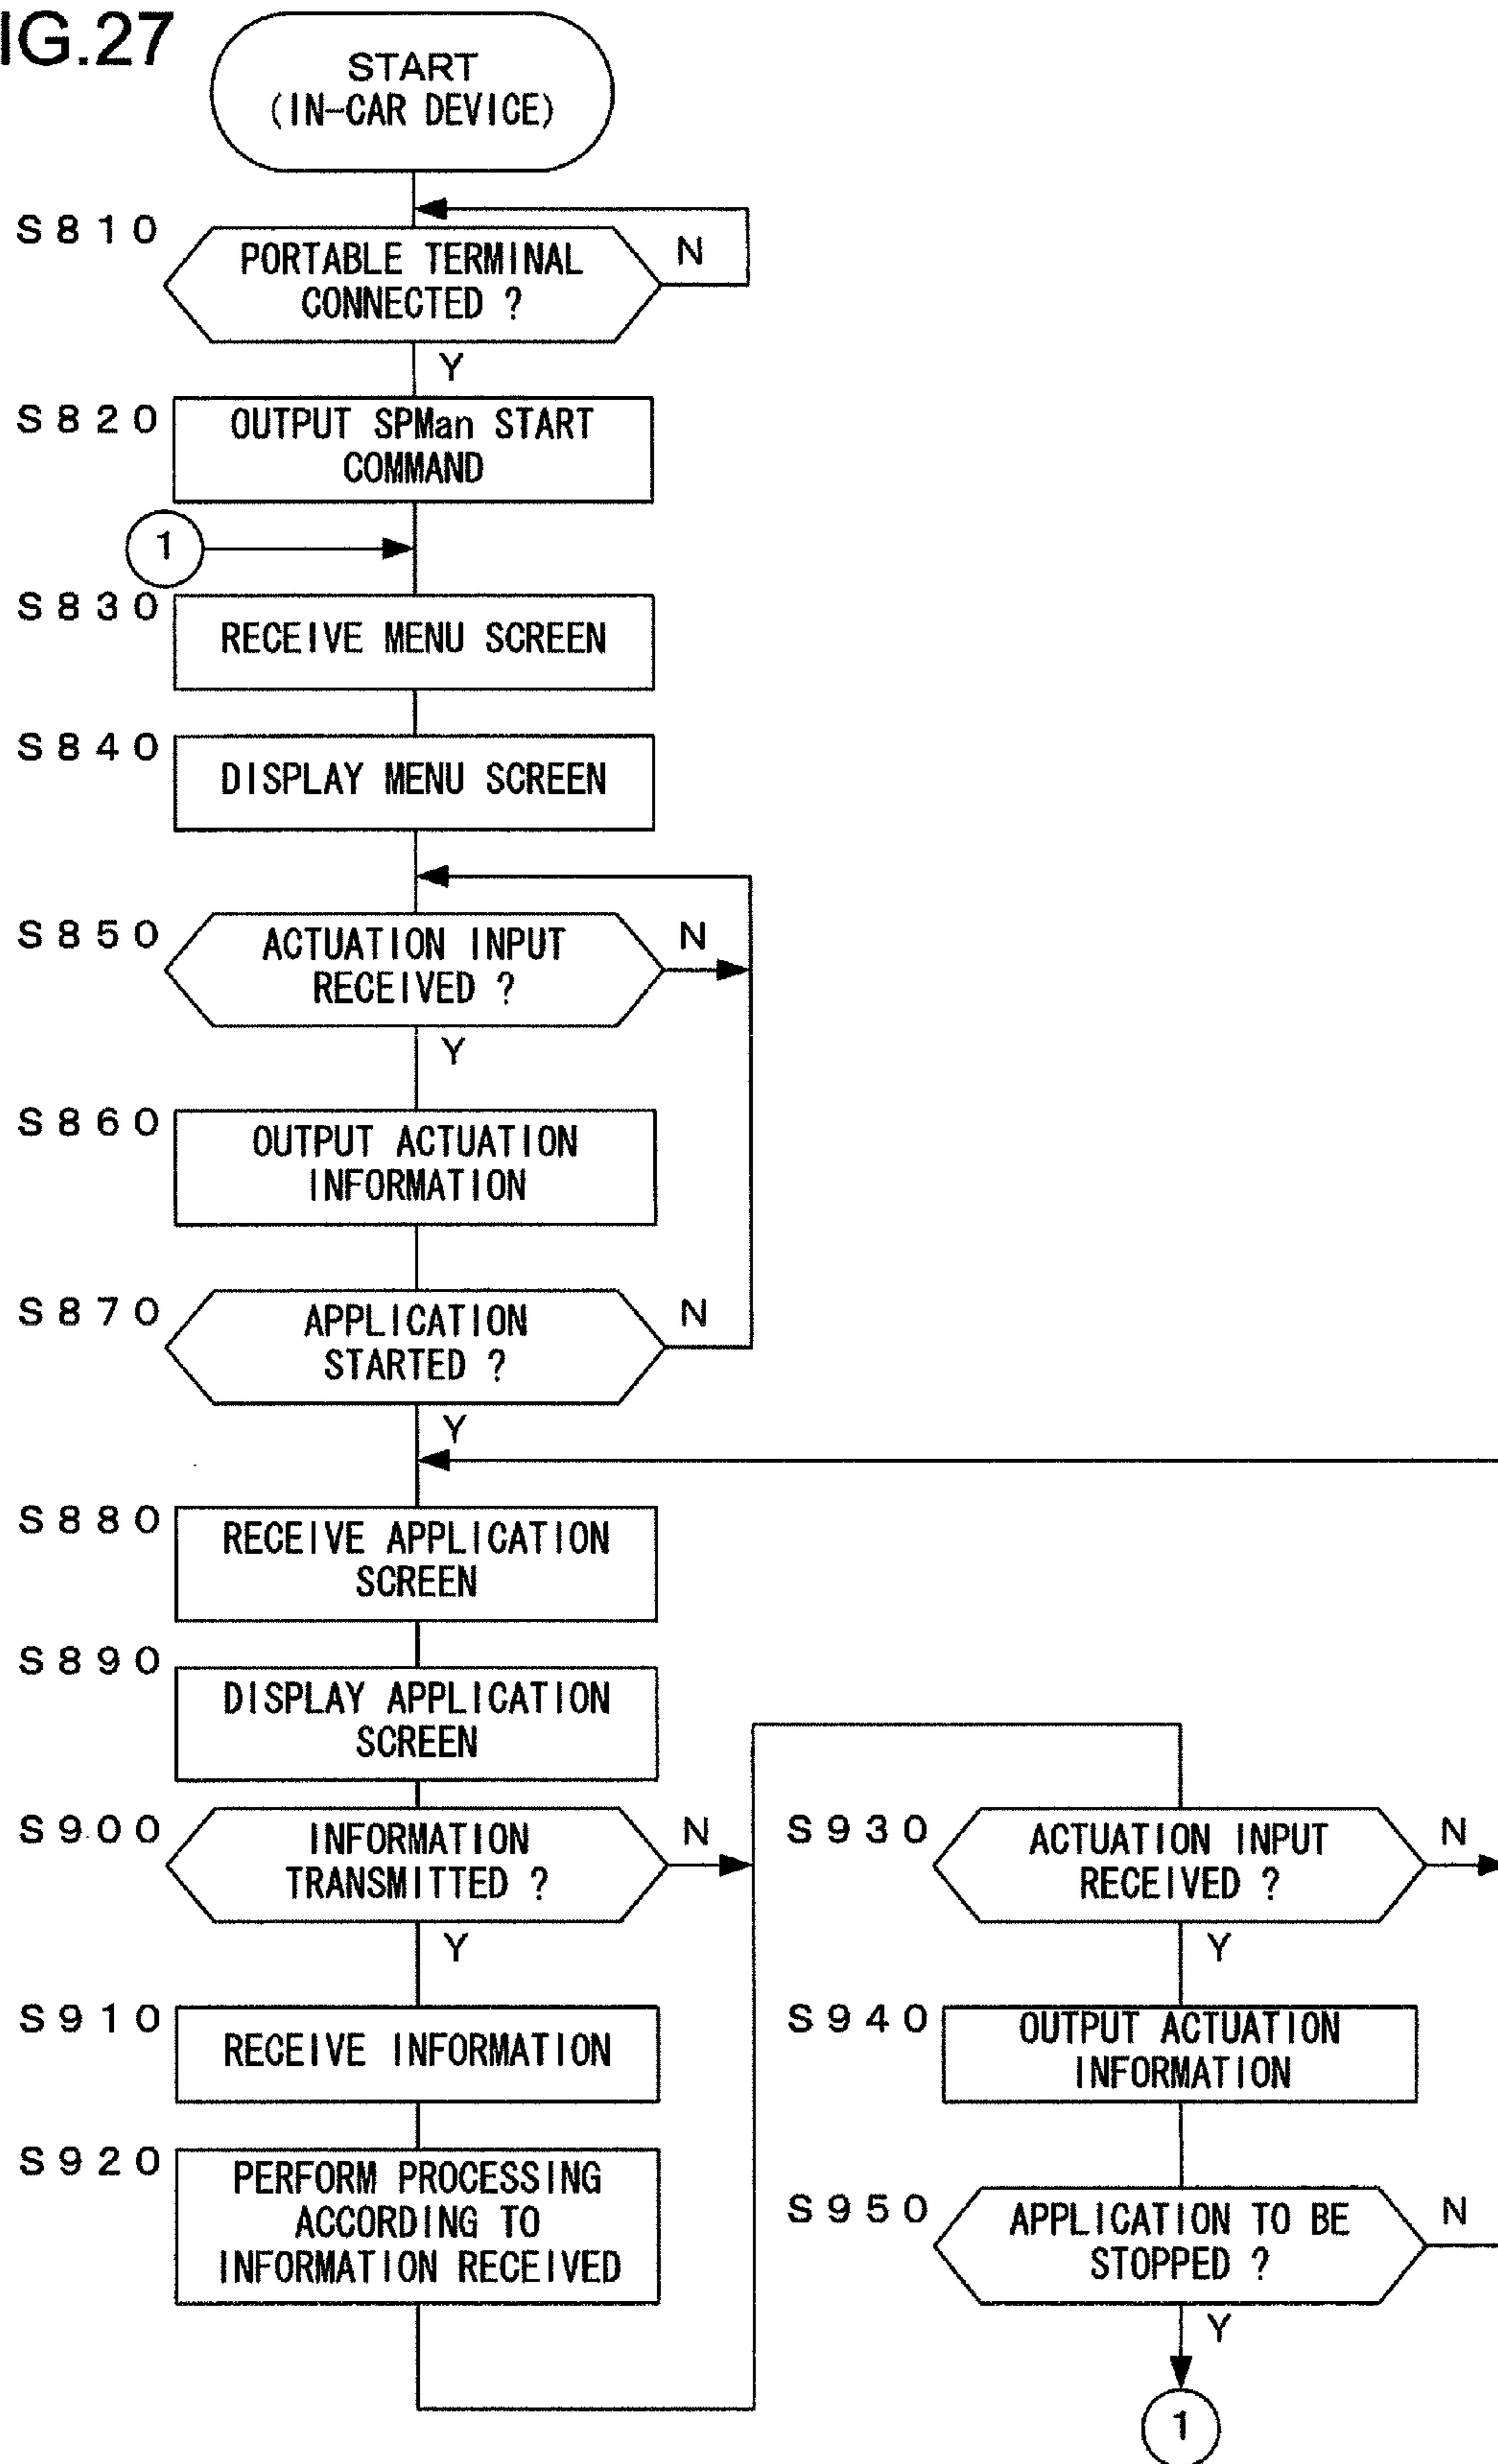 IG.27
START
(IN-CAR DEVICE)
S810
PORTABLE TERMINAL
CONNECTED ?
N
Y
S820
OUTPUT SPMan START
COMMAND
1
S830
RECEIVE MENU SCREEN
S840
DISPLAY MENU SCREEN
S850
ACTUATION INPUT
RECEIVED ?
N
Y
S860
OUTPUT ACTUATION
INFORMATION
S870
APPLICATION
STARTED ?
N
Y
S880
RECEIVE APPLICATION
SCREEN
S890
DISPLAY APPLICATION
SCREEN
S900
INFORMATION
TRANSMITTED ?
N
Y
S910
RECEIVE INFORMATION
S920
PERFORM PROCESSING
ACCORDING TO
INFORMATION RECEIVED
S930
ACTUATION INPUT
RECEIVED ?
N
Y
S940
OUTPUT ACTUATION
INFORMATION
S950
APPLICATION TO BE
STOPPED ?
N
Y
1